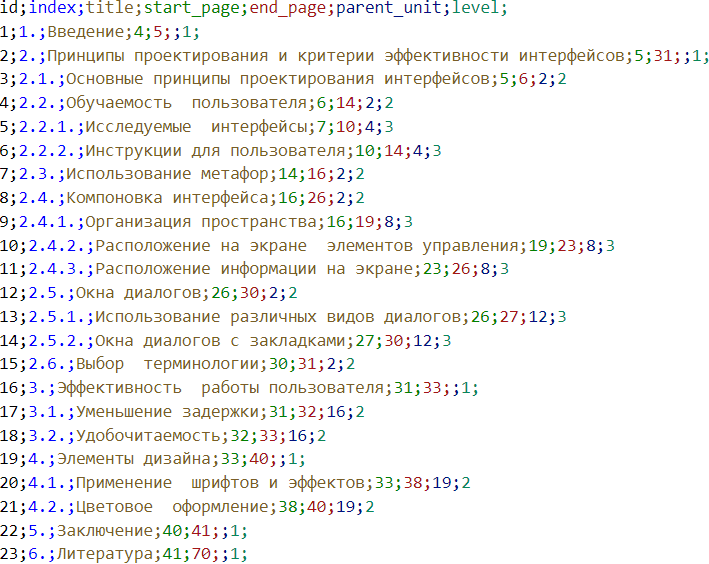 id;index;title;start_page;end_page;parent_unit;level;
1;1.;Введение;4;5;;1;
2;2.;Принципы проектирования и критерии эффективности интерфейсов;5;31;;1;
3;2.1.;Основные принципы проектирования интерфейсов;5;6;2;2
4;2.2.;Обучаемость  пользователя;6;14;2;2
5;2.2.1.;Исследуемые  интерфейсы;7;10;4;3
6;2.2.2.;Инструкции для пользователя;10;14;4;3
7;2.3.;Использование метафор;14;16;2;2
8;2.4.;Компоновка интерфейса;16;26;2;2
9;2.4.1.;Организация пространства;16;19;8;3
10;2.4.2.;Расположение на экране  элементов управления;19;23;8;3
11;2.4.3.;Расположение информации на экране;23;26;8;3
12;2.5.;Окна диалогов;26;30;2;2
13;2.5.1.;Использование различных видов диалогов;26;27;12;3
14;2.5.2.;Окна диалогов с закладками;27;30;12;3
15;2.6.;Выбор  терминологии;30;31;2;2
16;3.;Эффективность  работы пользователя;31;33;;1;
17;3.1.;Уменьшение задержки;31;32;16;2
18;3.2.;Удобочитаемость;32;33;16;2
19;4.;Элементы дизайна;33;40;;1;
20;4.1.;Применение  шрифтов и эффектов;33;38;19;2
21;4.2.;Цветовое  оформление;38;40;19;2
22;5.;Заключение;40;41;;1;
23;6.;Литература;41;70;;1;